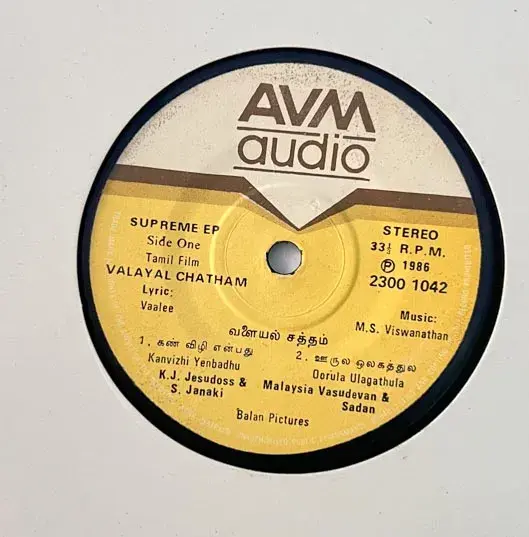 AVM
audio
SUPREME EP
Side One
Tamil Film
VALAYAL CHATHAM
Lyric:
Vaalee
STEREO
33⅓ R.P.M.
Ⓟ 1986
2300 1042
Music:
M.S. Viswanathan
வளையல் சத்தம்
1. கண் விழி என்பது
Kanvizhi Yenbadhu
K.J. Jesudoss &
S. Janaki
2. ஊருல ஒலகத்துல
Oorula Ulagathula
Malaysia Vasudevan &
Sadan
Balan Pictures